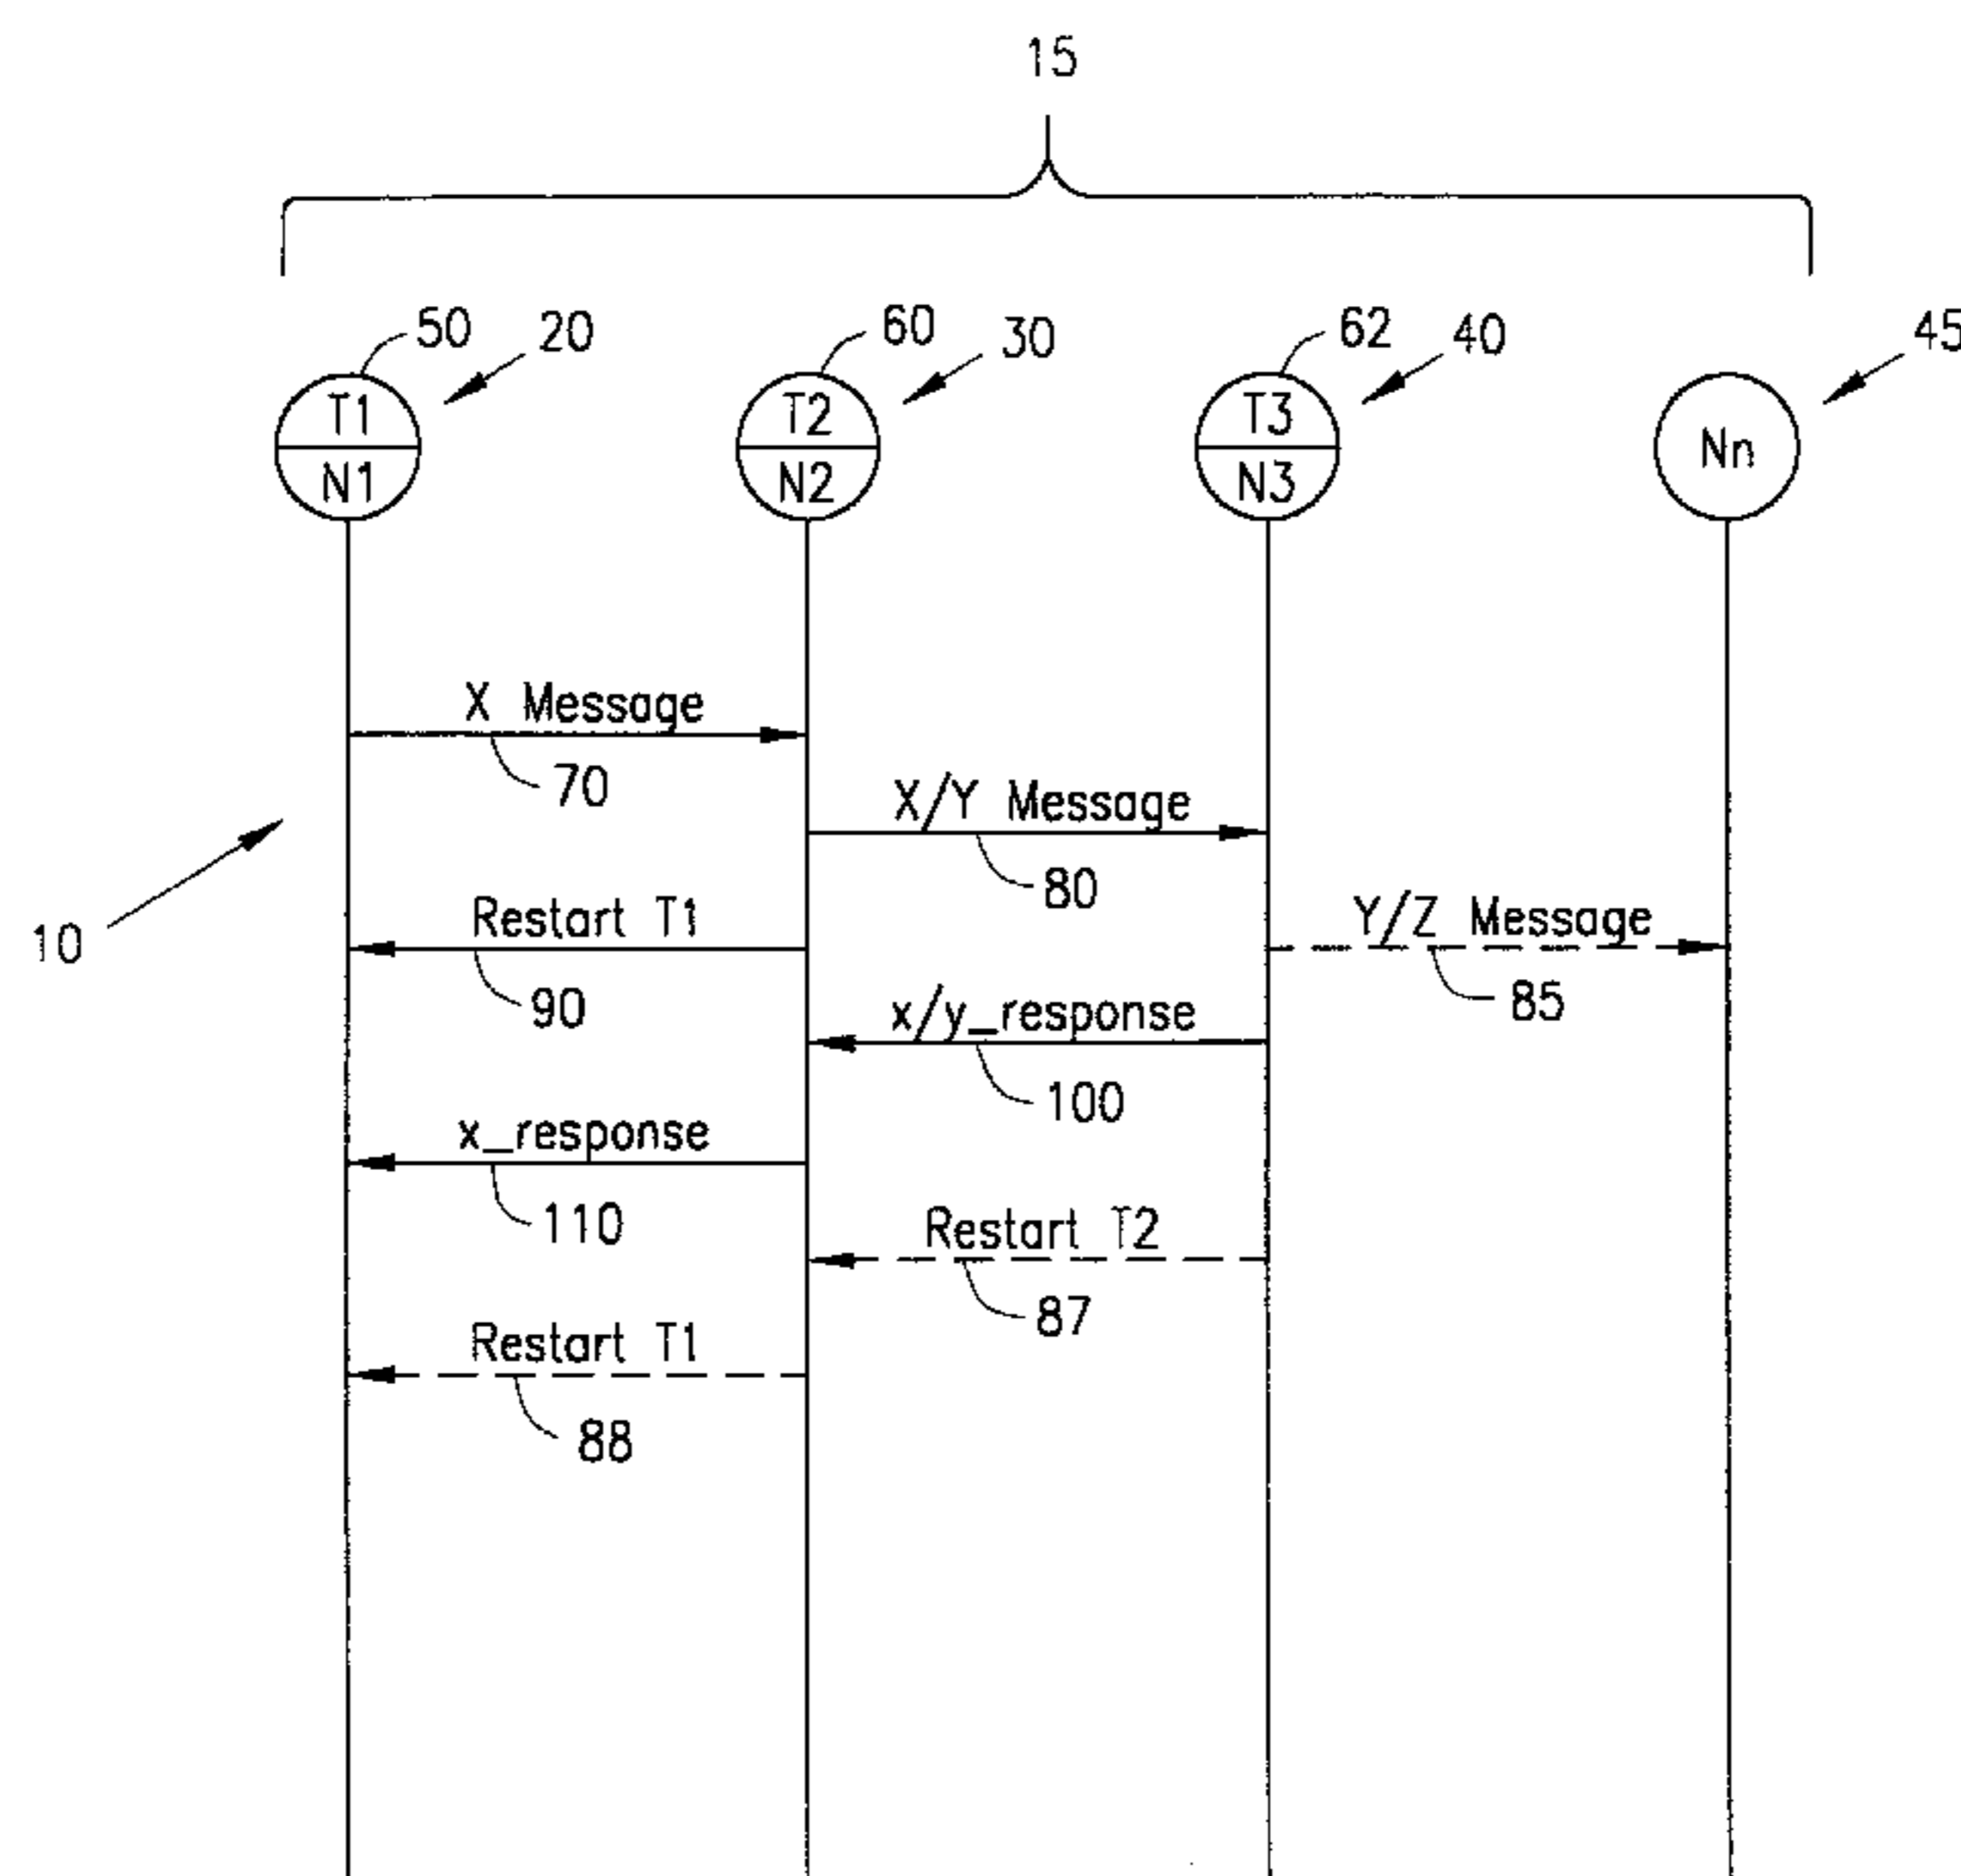 15
50 20 60 30 62 40 45
T1 T2 T3
N1 N2 N3 Nn
X Message
70
X/Y Message
80
10
Restart T1
90
Y/Z Message
85
x/y_response
100
x_response
110
Restart T2
87
Restart T1
88